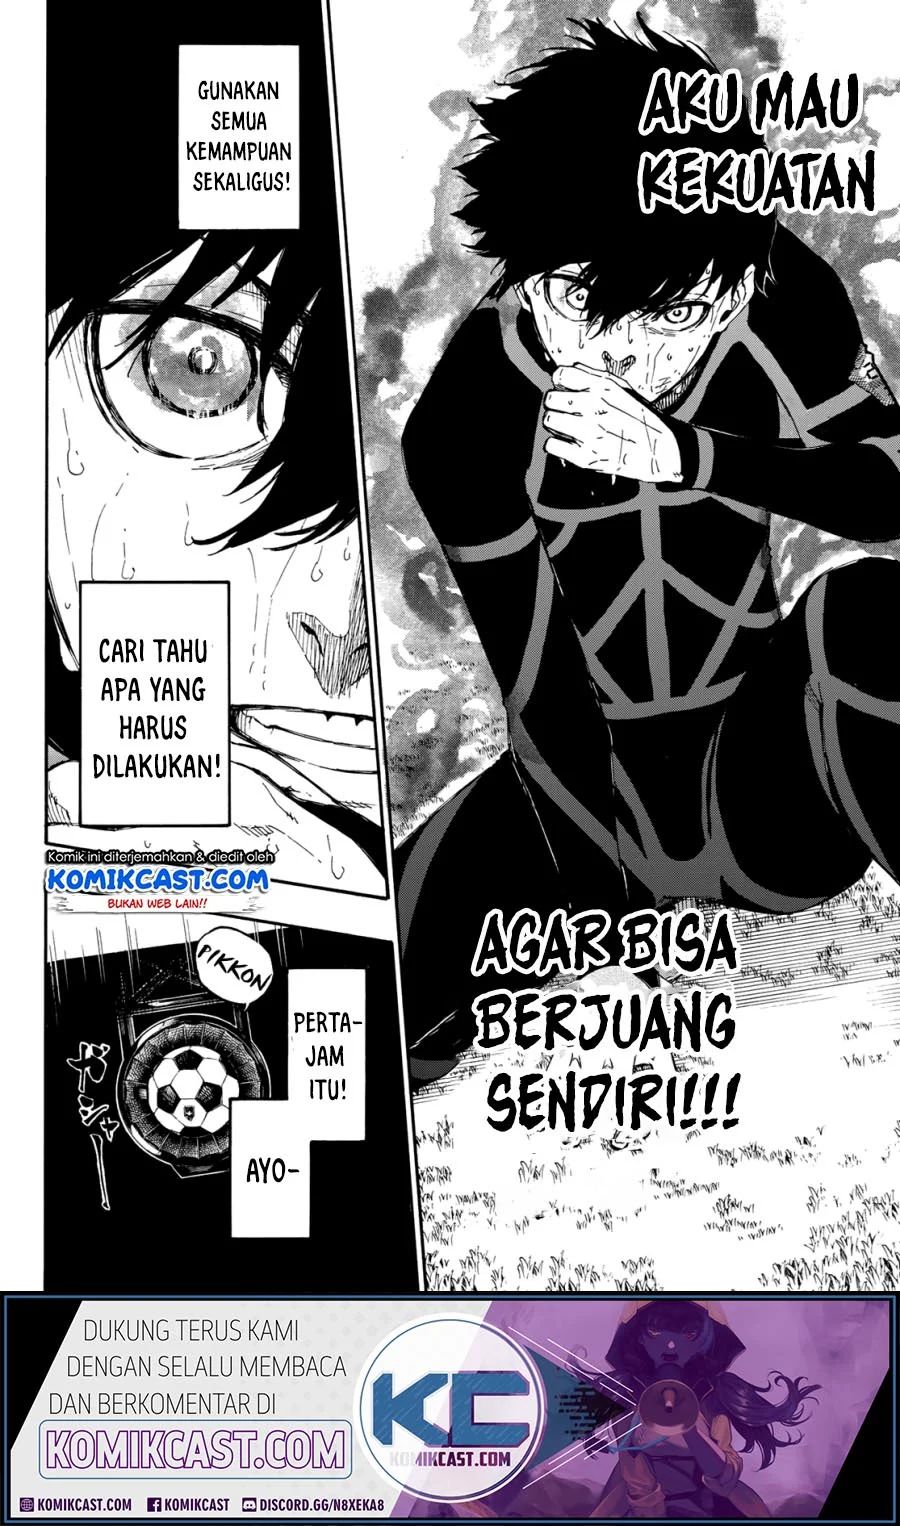 AKU MAU
KEKUATAN
AGAR BISA
BERJUANG
SENDIRI!!!
GUNAKAN
SEMUA
KEMAMPUAN
SEKALIGUS!
CARI TAHU
APA YANG
HARUS
DILAKUKAN!
Komik ini diterjemahkan & diedit oleh
KOMIKCAST.COM
BUKAN WEB LAIN!!
PIKKON
PERTA-
JAM
ITU!
AYO-
DUKUNG TERUS KAMI
DENGAN SELALU MEMBACA
DAN BERKOMENTAR DI
KOMIKCAST.COM
KC
KOMIKCAST.COM
KOMIKCAST.COM
KOMIKCAST
DISCORD.GG/N8XEKA8